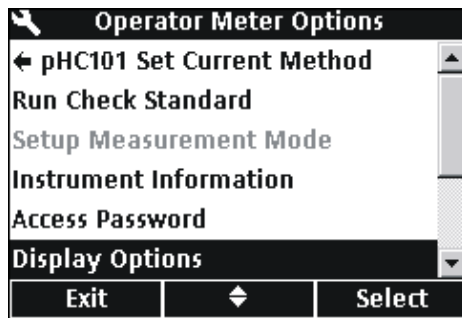 Operator Meter Options
← pHC101 Set Current Method
Run Check Standard
Setup Measurement Mode
Instrument Information
Access Password
Display Options
Exit Select